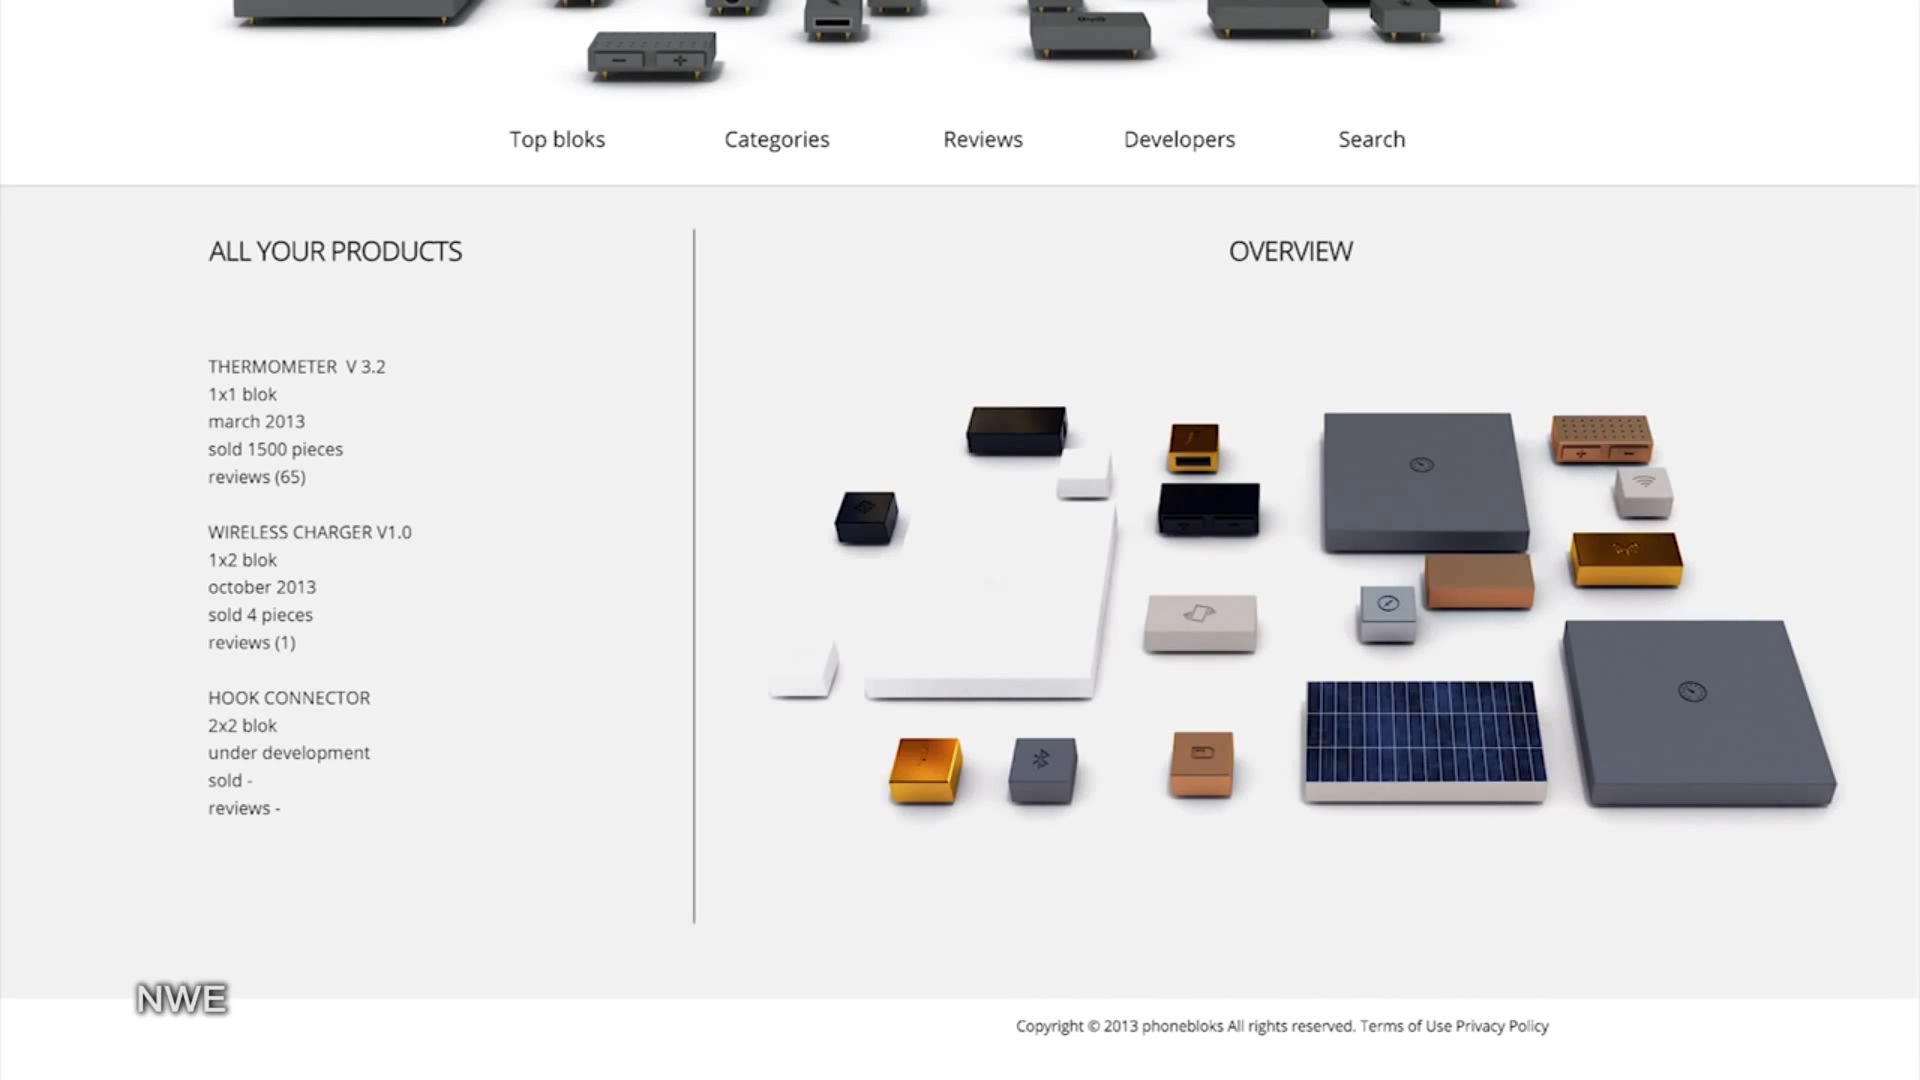 Top bloks
Categories
Reviews
Developers
Search
ALL YOUR PRODUCTS
THERMOMETER V 3.2
1x1 blok
march 2013
sold 1500 pieces
reviews (65)
WIRELESS CHARGER V1.0
1x2 blok
october 2013
sold 4 pieces
reviews (1)
HOOK CONNECTOR
2x2 blok
under development
sold -
reviews -
OVERVIEW
NWE
Copyright © 2013 phonebloks All rights reserved. Terms of Use Privacy Policy